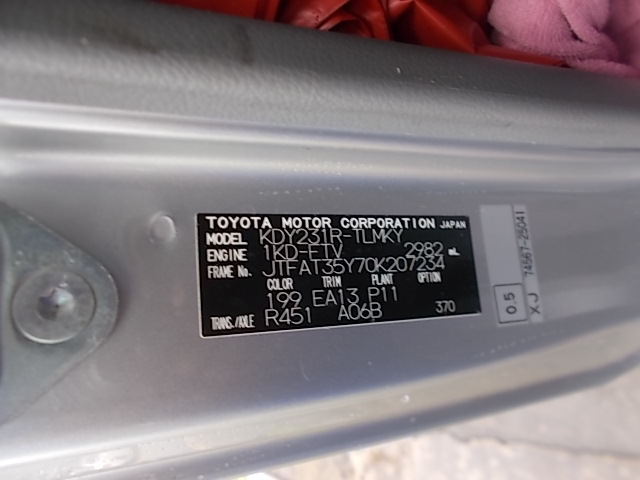 TOYOTA MOTOR CORPORATION JAPAN
MODEL KDY231R-TLMKY
ENGINE 1KD-FTV 2982 mL
FRAME No. JTFAT35Y70K207234
COLOR TRIM PLANT OPTION
199 EA13 P11
TRANS./AXLE R451 A06B 370
74567-25041
0.5
XJ